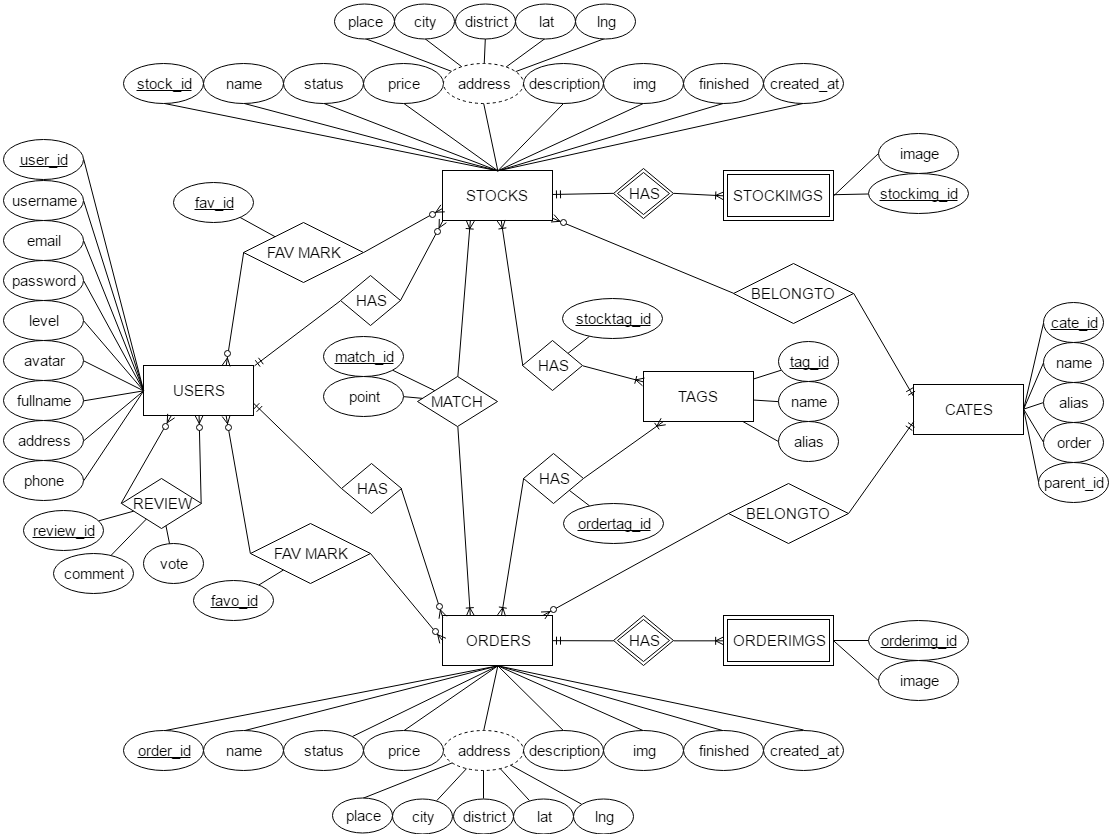 place
city
district
lat
lng
stock_id
name
status
price
address
description
img
finished
created_at
user_id
username
email
password
level
avatar
fullname
address
phone
fav_id
FAV MARK
HAS
STOCKS
HAS
STOCKIMGS
image
stockimg_id
BELONGTO
stocktag_id
HAS
match_id
point
MATCH
USERS
TAGS
tag_id
name
alias
CATES
cate_id
name
alias
order
parent_id
REVIEW
review_id
comment
vote
HAS
HAS
ordertag_id
BELONGTO
FAV MARK
favo_id
ORDERS
HAS
ORDERIMGS
orderimg_id
image
order_id
name
status
price
address
description
img
finished
created_at
place
city
district
lat
lng